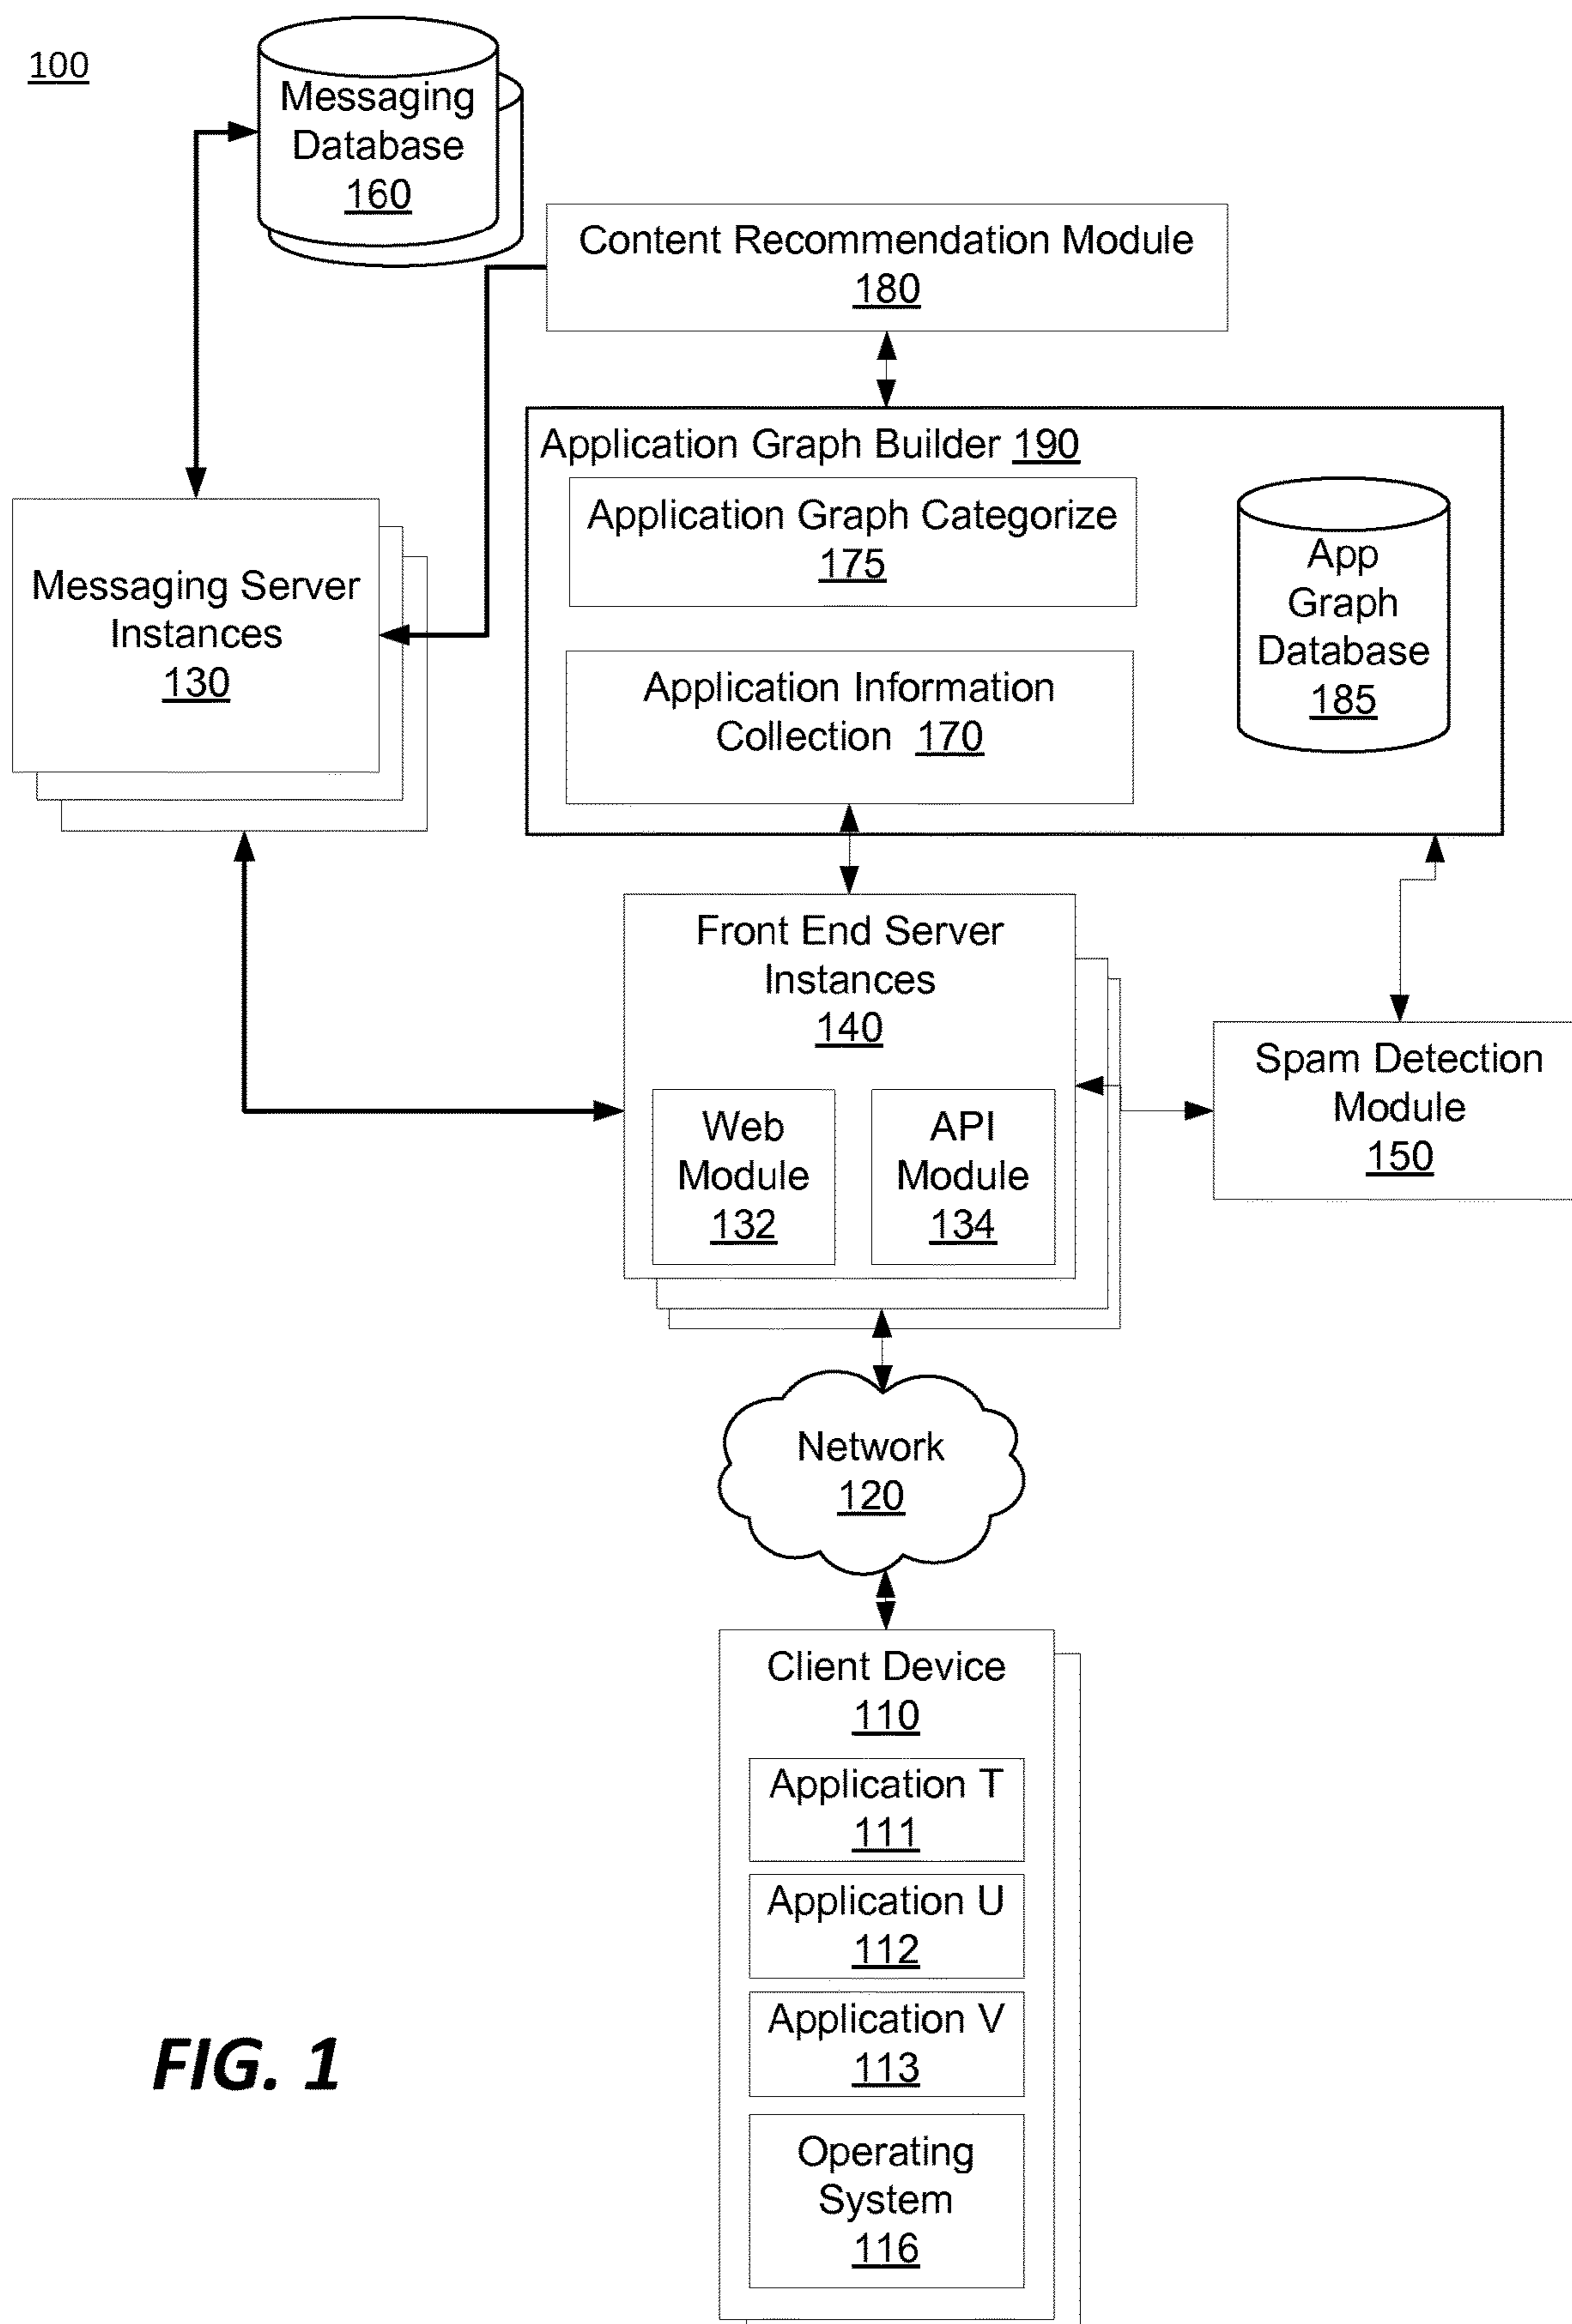 100
Messaging
Database
160
Content Recommendation Module
180
Application Graph Builder 190
Application Graph Categorize
175
App
Graph
Database
185
Messaging Server
Instances
130
Application Information
Collection 170
Front End Server
Instances
140
Web
Module
132
API
Module
134
Spam Detection
Module
150
Network
120
Client Device
110
Application T
111
Application U
112
Application V
113
Operating
System
116
FIG. 1